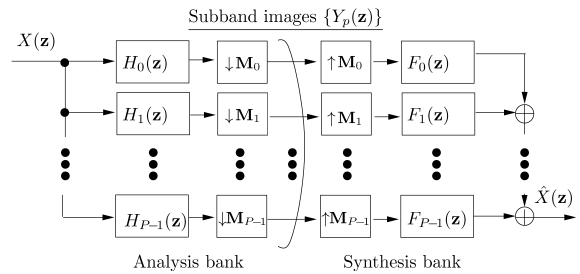 Subband images {Y_p(𝐳)}
X(𝐳)
H_0(𝐳) ↓𝐌_0 ↑𝐌_0 F_0(𝐳)
H_1(𝐳) ↓𝐌_1 ↑𝐌_1 F_1(𝐳)
H_{P−1}(𝐳) ↓𝐌_{P−1} ↑𝐌_{P−1} F_{P−1}(𝐳)
X̂(𝐳)
Analysis bank Synthesis bank